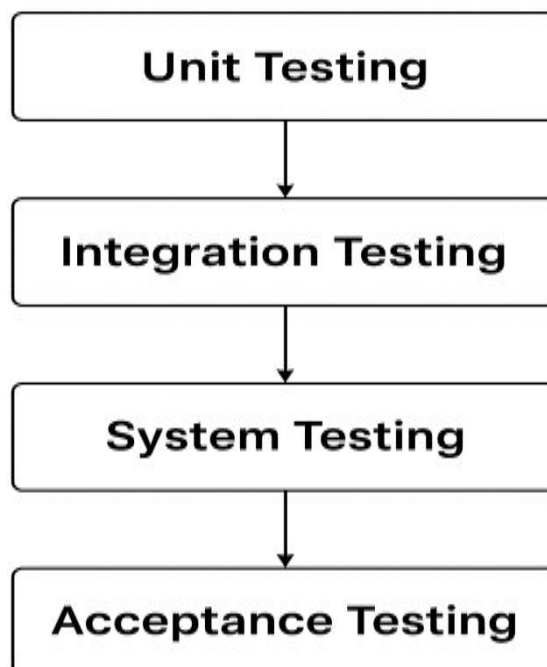 Unit Testing
Integration Testing
System Testing
Acceptance Testing